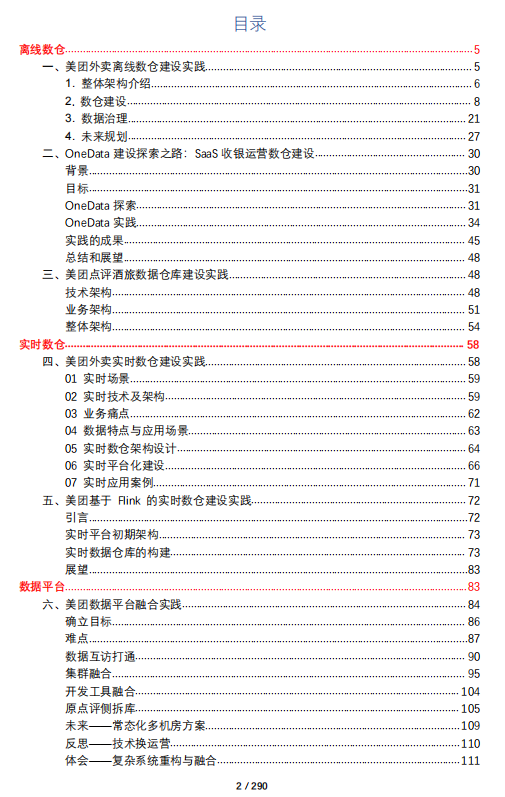 目录
离线数仓 5
一、美团外卖离线数仓建设实践 5
1. 整体架构介绍 6
2. 数仓建设 8
3. 数据治理 21
4. 未来规划 27
二、OneData 建设探索之路：SaaS 收银运营数仓建设 30
背景 30
目标 31
OneData 探索 31
OneData 实践 34
实践的成果 45
总结和展望 48
三、美团点评酒旅数据仓库建设实践 48
技术架构 48
业务架构 51
整体架构 54
实时数仓 58
四、美团外卖实时数仓建设实践 58
01 实时场景 59
02 实时技术及架构 59
03 业务痛点 62
04 数据特点与应用场景 63
05 实时数仓架构设计 64
06 实时平台化建设 66
07 实时应用案例 71
五、美团基于 Flink 的实时数仓建设实践 72
引言 72
实时平台初期架构 73
实时数据仓库的构建 73
展望 83
数据平台 83
六、美团数据平台融合实践 84
确立目标 86
难点 87
数据互访打通 90
集群融合 95
开发工具融合 104
原点评侧拆库 105
未来——常态化多机房方案 109
反思——技术换运营 110
体会——复杂系统重构与融合 111
2 / 290